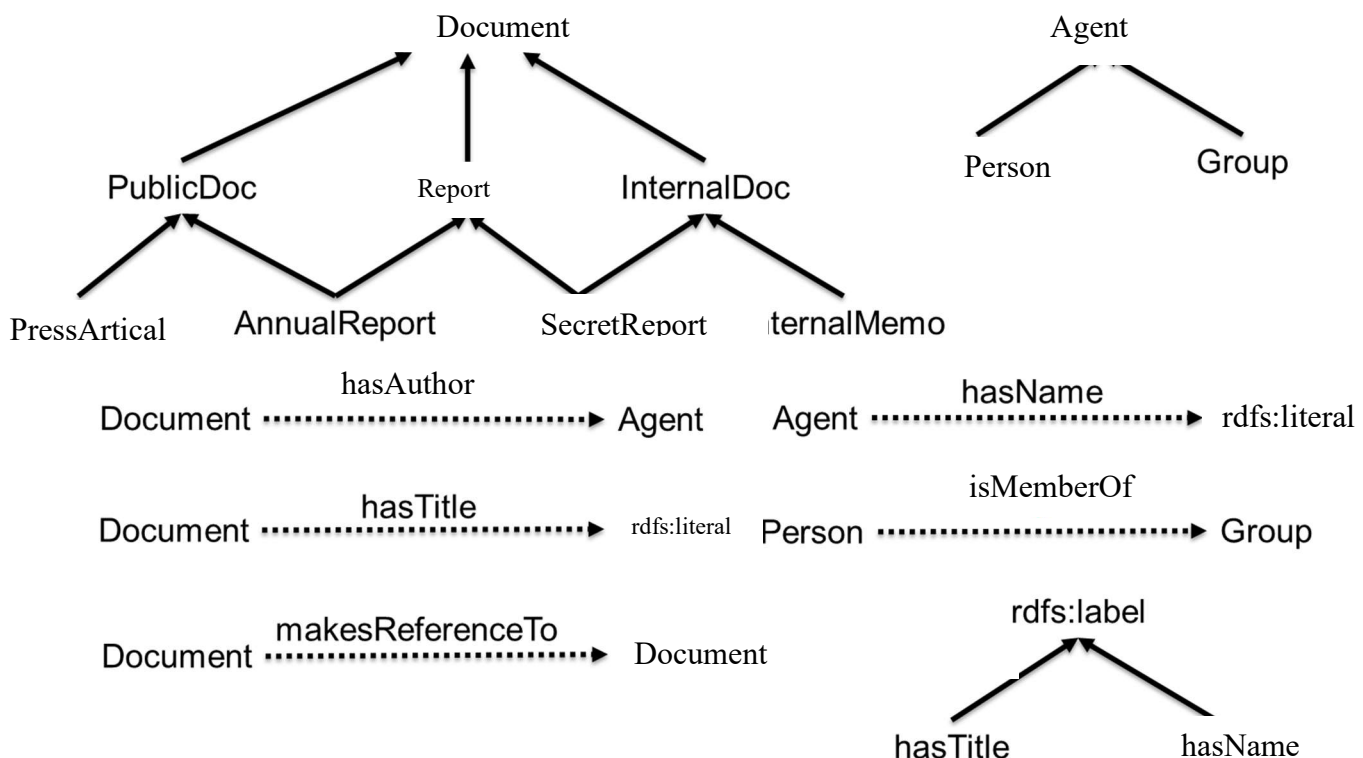 Document Agent
PublicDoc Report InternalDoc Person Group
PressArtical AnnualReport SecretReport ternalMemo
hasAuthor hasName
Document Agent Agent rdfs:literal
hasTitle isMemberOf
Document rdfs:literal Person Group
makesReferenceTo rdfs:label
Document Document
hasTitle hasName